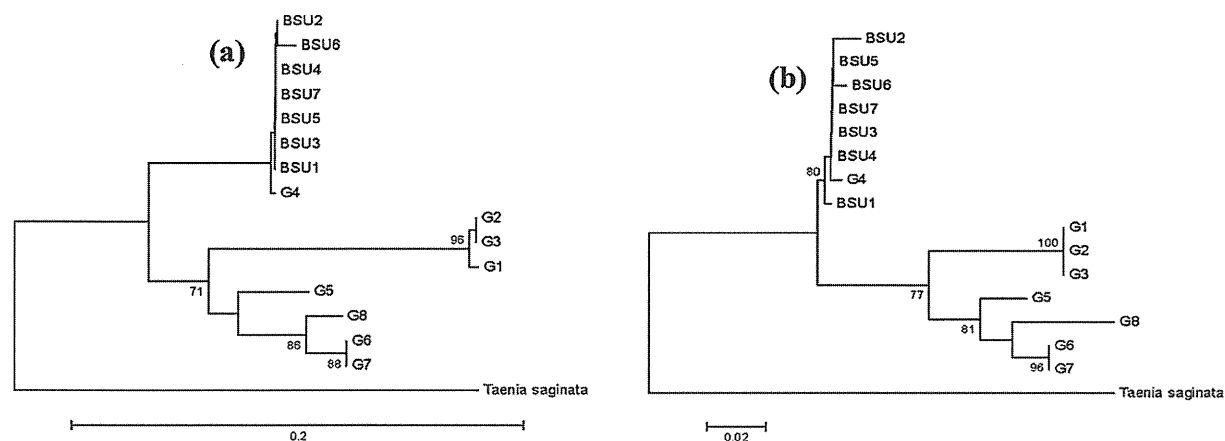 (a)
BSU2
BSU6
BSU4
BSU7
BSU5
BSU3
BSU1
G4
G2
96
G3
G1
71
G5
G8
86
G6
88
G7
Taenia saginata
0.2
(b)
BSU2
BSU5
BSU6
BSU7
BSU3
BSU4
80
G4
BSU1
G1
100
G2
G3
77
G5
81
G8
G6
96
G7
Taenia saginata
0.02